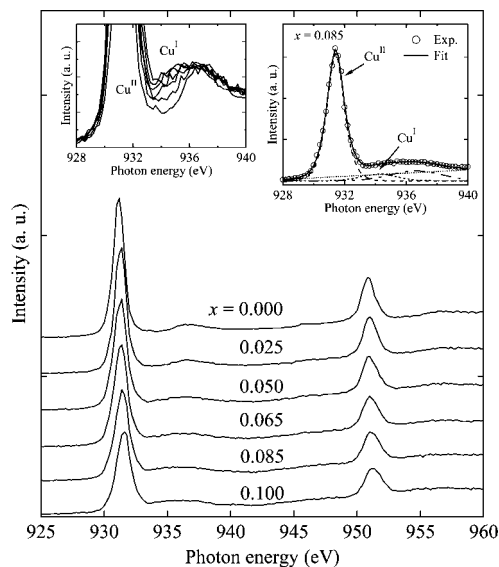 Intensity (a. u.)
Cu^I
Cu^II
928 932 936 940
Photon energy (eV)
x = 0.085
Exp.
Fit
Cu^II
Cu^I
Intensity (a. u.)
928 932 936 940
Photon energy (eV)
Intensity (a. u.)
x = 0.000
0.025
0.050
0.065
0.085
0.100
925 930 935 940 945 950 955 960
Photon energy (eV)